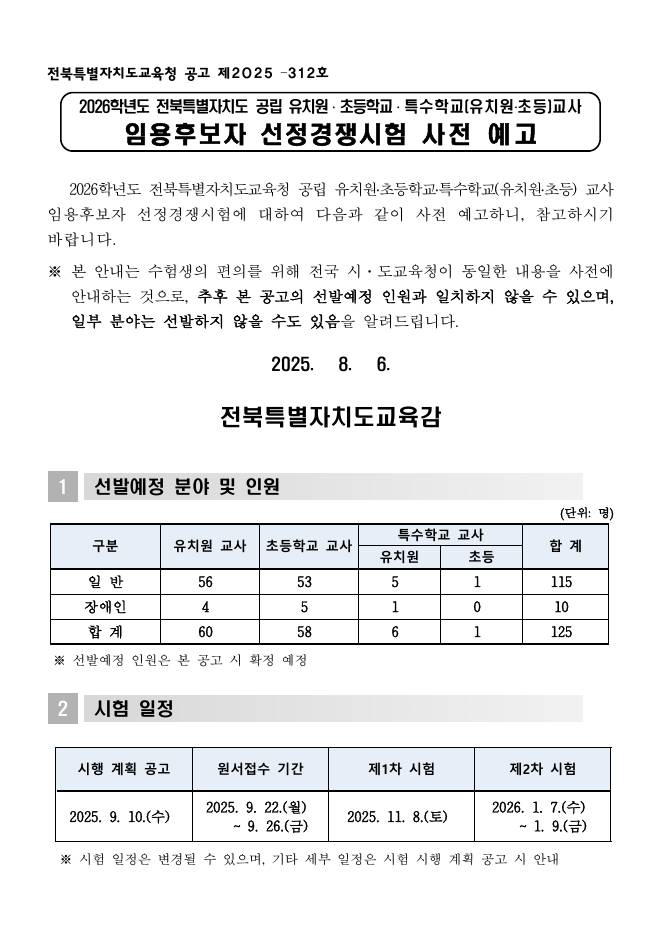 전북특별자치도교육청 공고 제2025 -312호
2026학년도 전북특별자치도 공립 유치원·초등학교·특수학교(유치원·초등)교사
임용후보자 선정경쟁시험 사전 예고
2026학년도 전북특별자치도교육청 공립 유치원·초등학교·특수학교(유치원·초등) 교사
임용후보자 선정경쟁시험에 대하여 다음과 같이 사전 예고하니, 참고하시기
바랍니다.
※ 본 안내는 수험생의 편의를 위해 전국 시·도교육청이 동일한 내용을 사전에
안내하는 것으로, 추후 본 공고의 선발예정 인원과 일치하지 않을 수 있으며,
일부 분야는 선발하지 않을 수도 있음을 알려드립니다.
2025. 8. 6.
전북특별자치도교육감
1 선발예정 분야 및 인원
(단위: 명)
구분 유치원 교사 초등학교 교사 특수학교 교사 합 계
유치원 초등
일 반 56 53 5 1 115
장애인 4 5 1 0 10
합 계 60 58 6 1 125
※ 선발예정 인원은 본 공고 시 확정 예정
2 시험 일정
시행 계획 공고 원서접수 기간 제1차 시험 제2차 시험
2025. 9. 10.(수) 2025. 9. 22.(월) 2025. 11. 8.(토) 2026. 1. 7.(수)
~ 9. 26.(금) ~ 1. 9.(금)
※ 시험 일정은 변경될 수 있으며, 기타 세부 일정은 시험 시행 계획 공고 시 안내